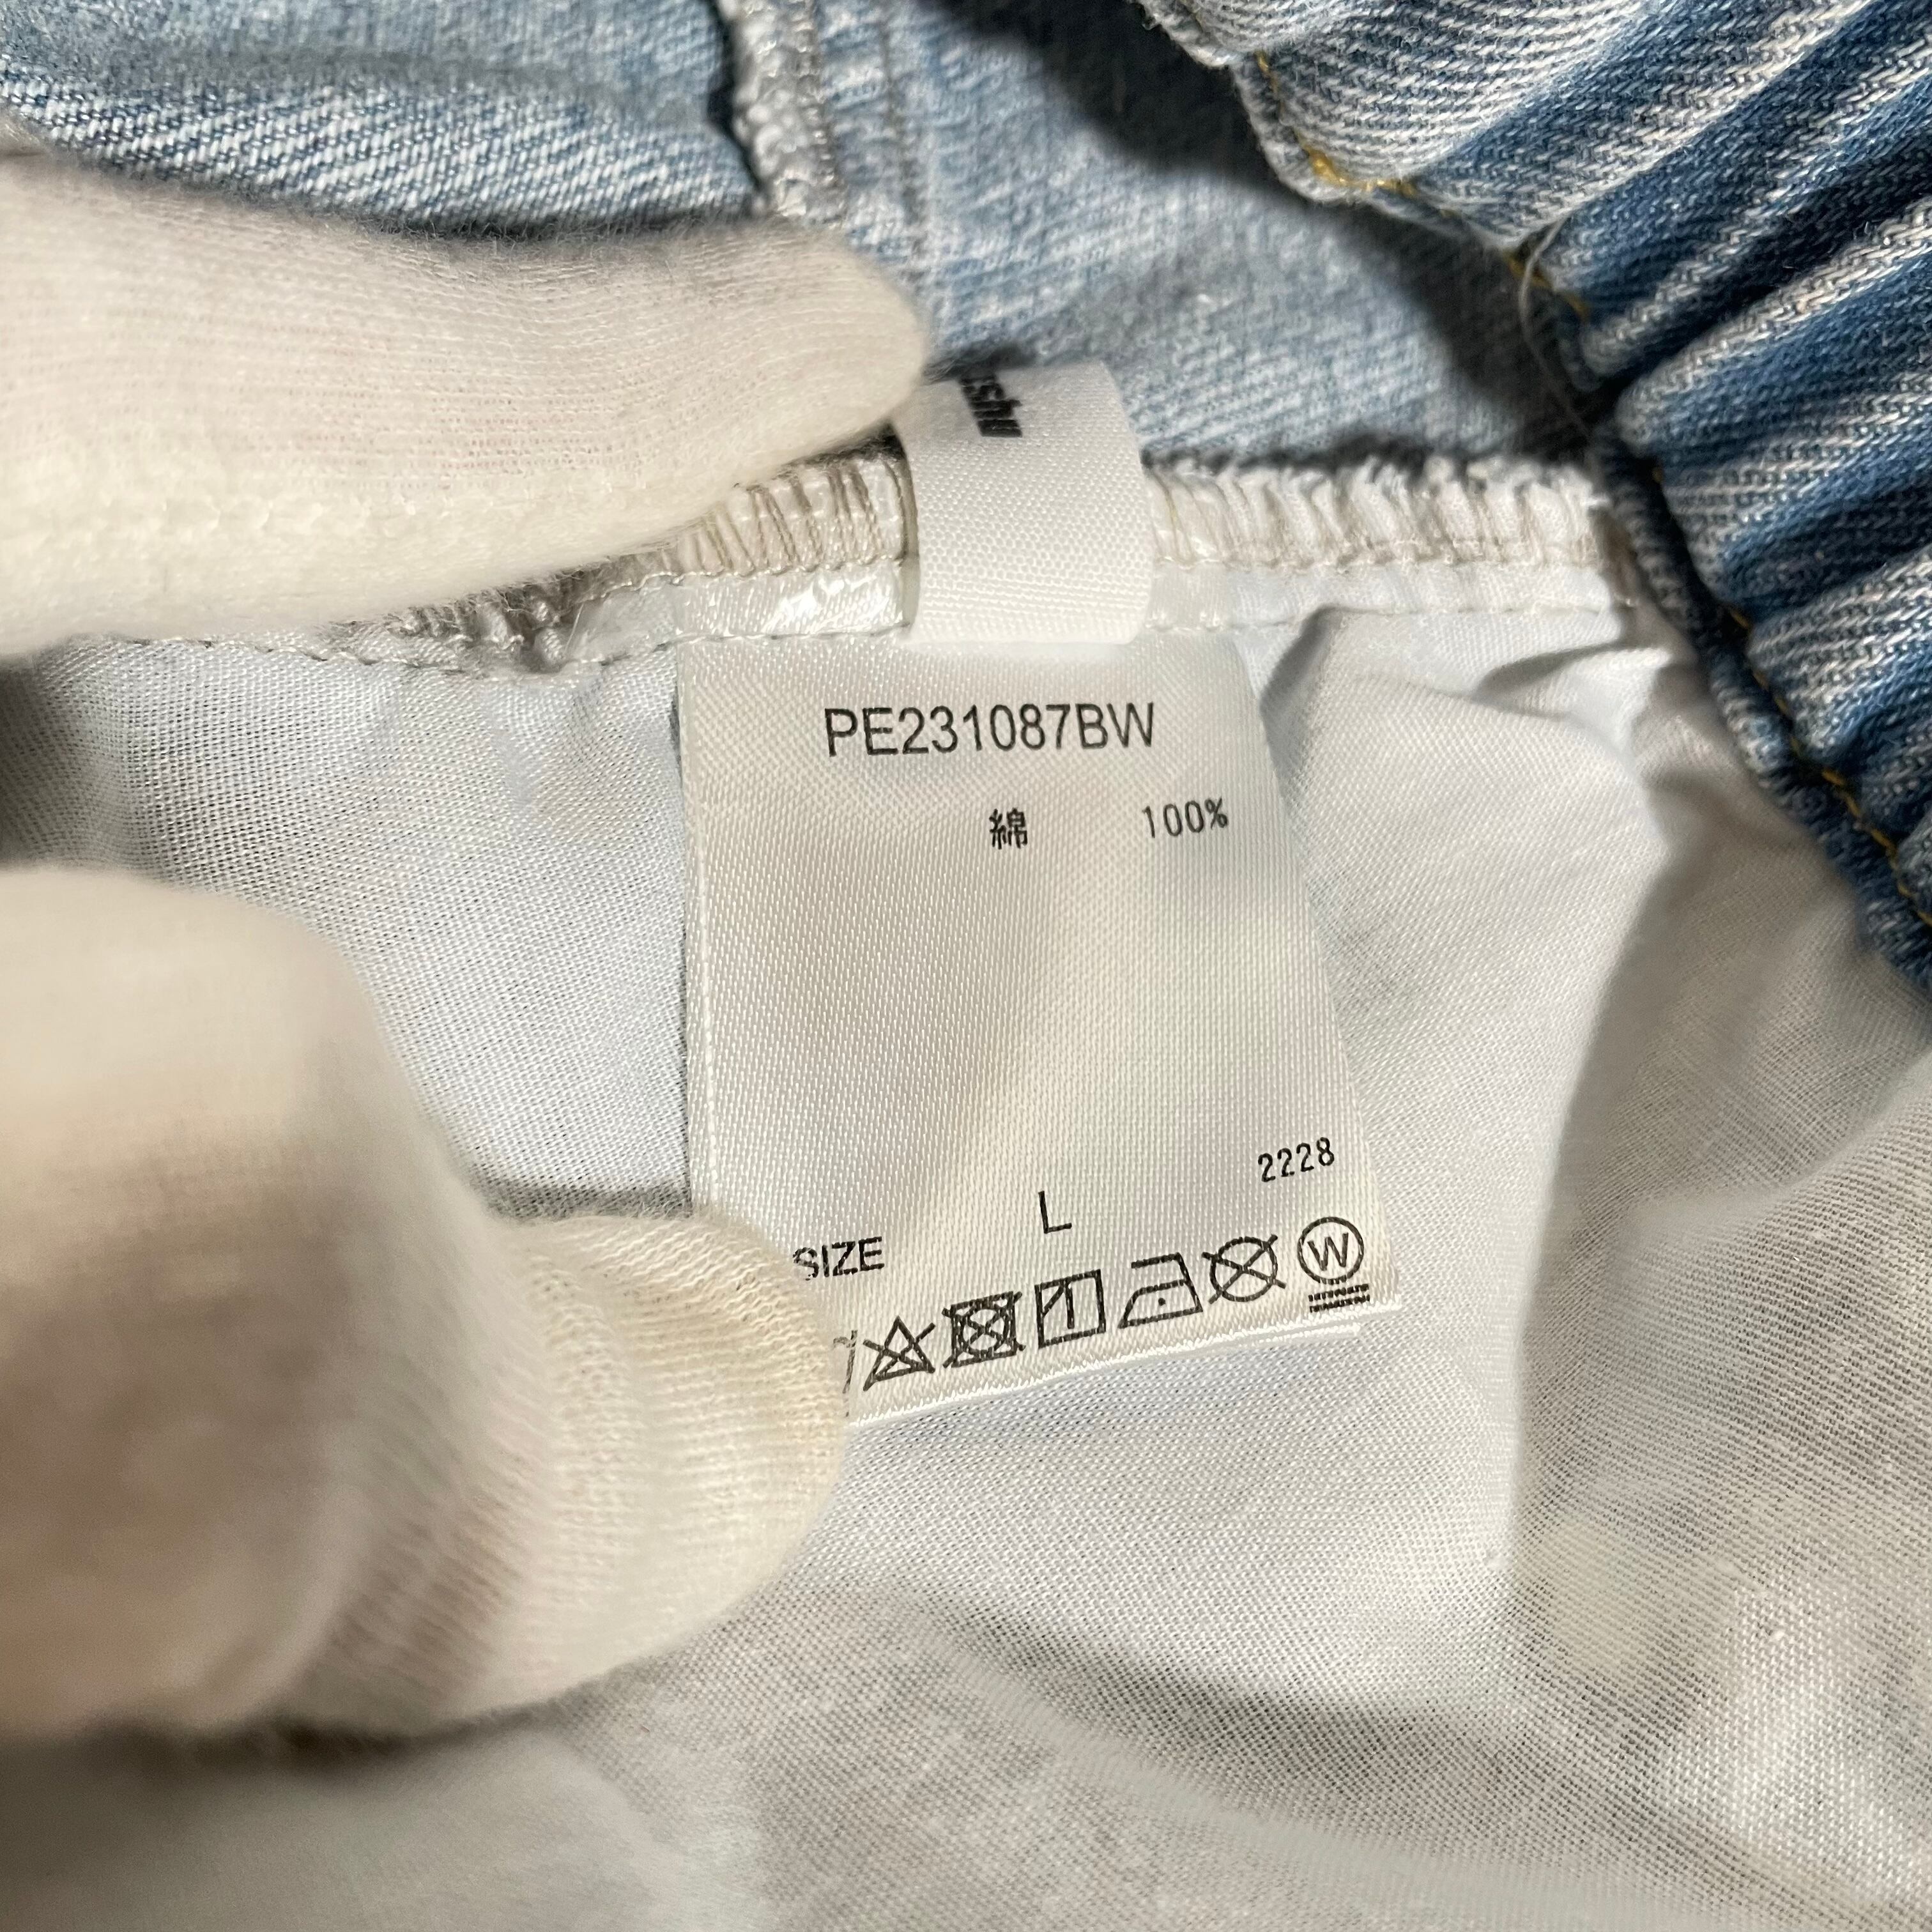 PE231087BW
綿 100%
2228
L
SIZE
W